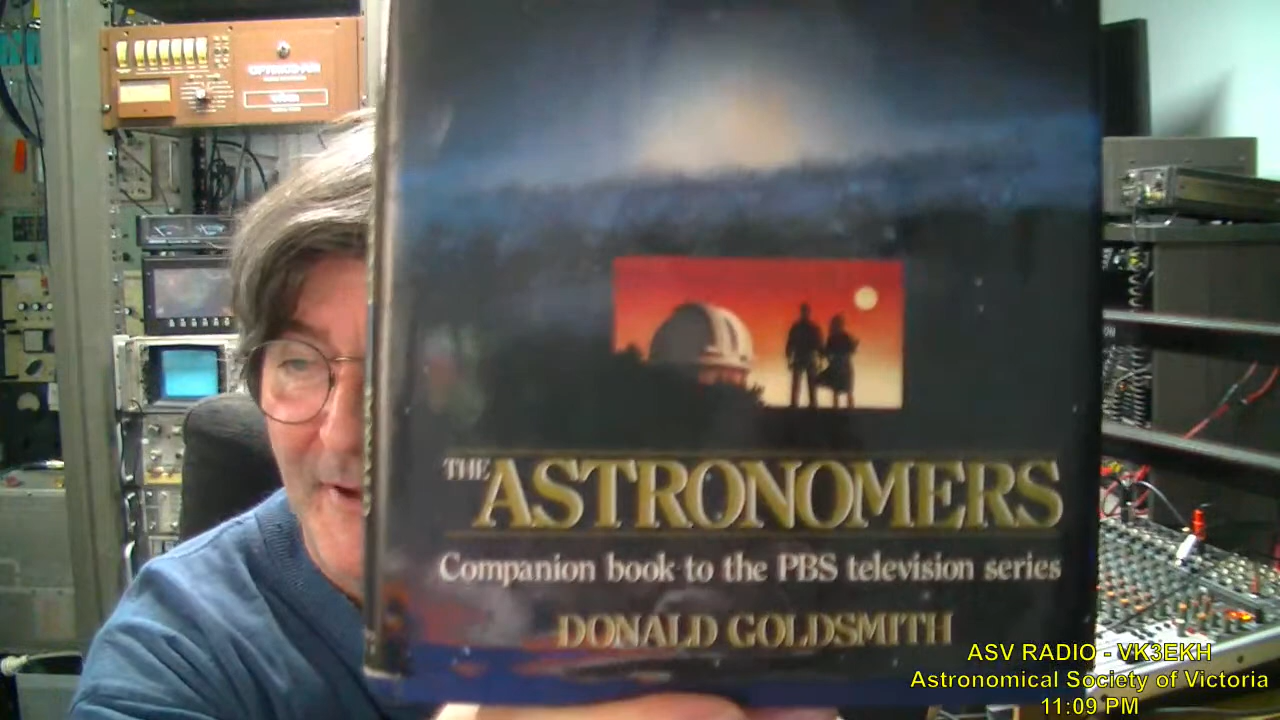 THE ASTRONOMERS
Companion book to the PBS television series
DONALD GOLDSMITH
ASV RADIO - VK3EKH
Astronomical Society of Victoria
11:09 PM